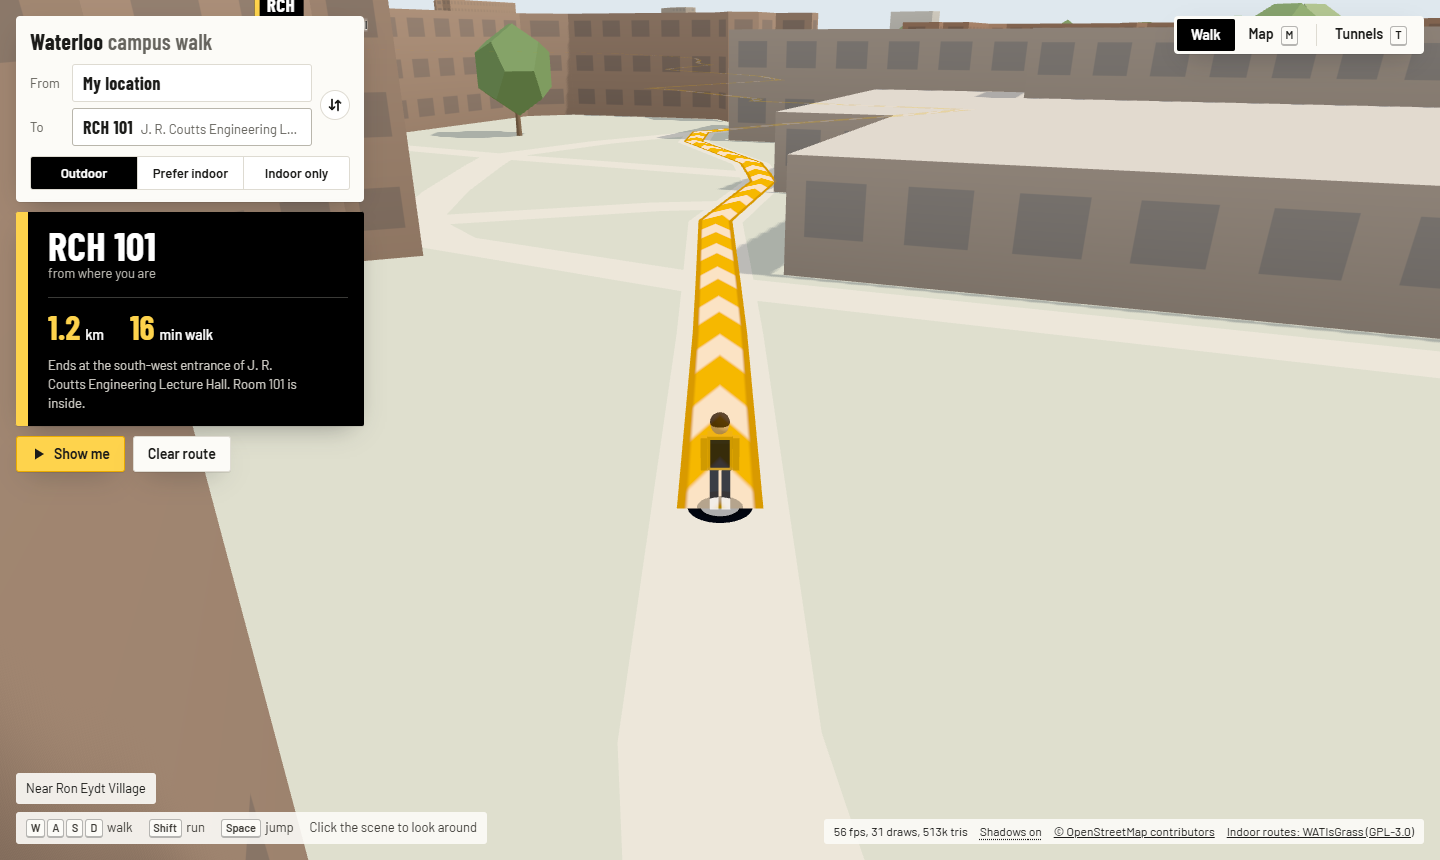 RCH
Waterloo campus walk
From My location
To RCH 101 J. R. Coutts Engineering L...
Outdoor Prefer indoor Indoor only
RCH 101
from where you are
1.2 km 16 min walk
Ends at the south-west entrance of J. R.
Coutts Engineering Lecture Hall. Room 101 is
inside.
Show me Clear route
Walk Map M Tunnels T
Near Ron Eydt Village
W A S D walk Shift run Space jump Click the scene to look around
56 fps, 31 draws, 513k tris Shadows on © OpenStreetMap contributors Indoor routes: WATIsGrass (GPL-3.0)